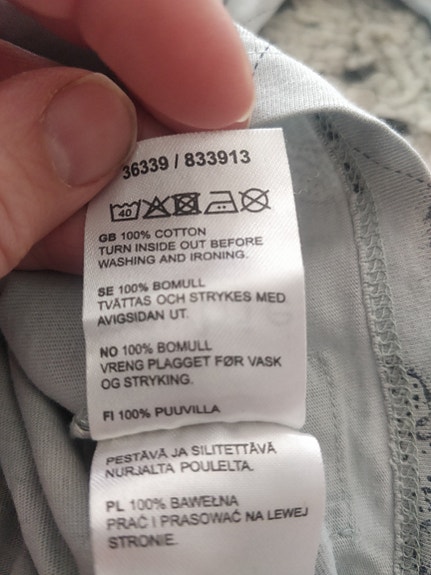 36339 / 833913
40
GB 100% COTTON
TURN INSIDE OUT BEFORE
WASHING AND IRONING.
SE 100% BOMULL
TVÄTTAS OCH STRYKES MED
AVIGSIDAN UT.
NO 100% BOMULL
VRENG PLAGGET FØR VASK
OG STRYKING.
FI 100% PUUVILLA
PESTÄVÄ JA SILITETTÄVÄ
NURJALTA POULELTA.
PL 100% BAWEŁNA
PRAĆ I PRASOWAĆ NA LEWEJ
STRONIE.